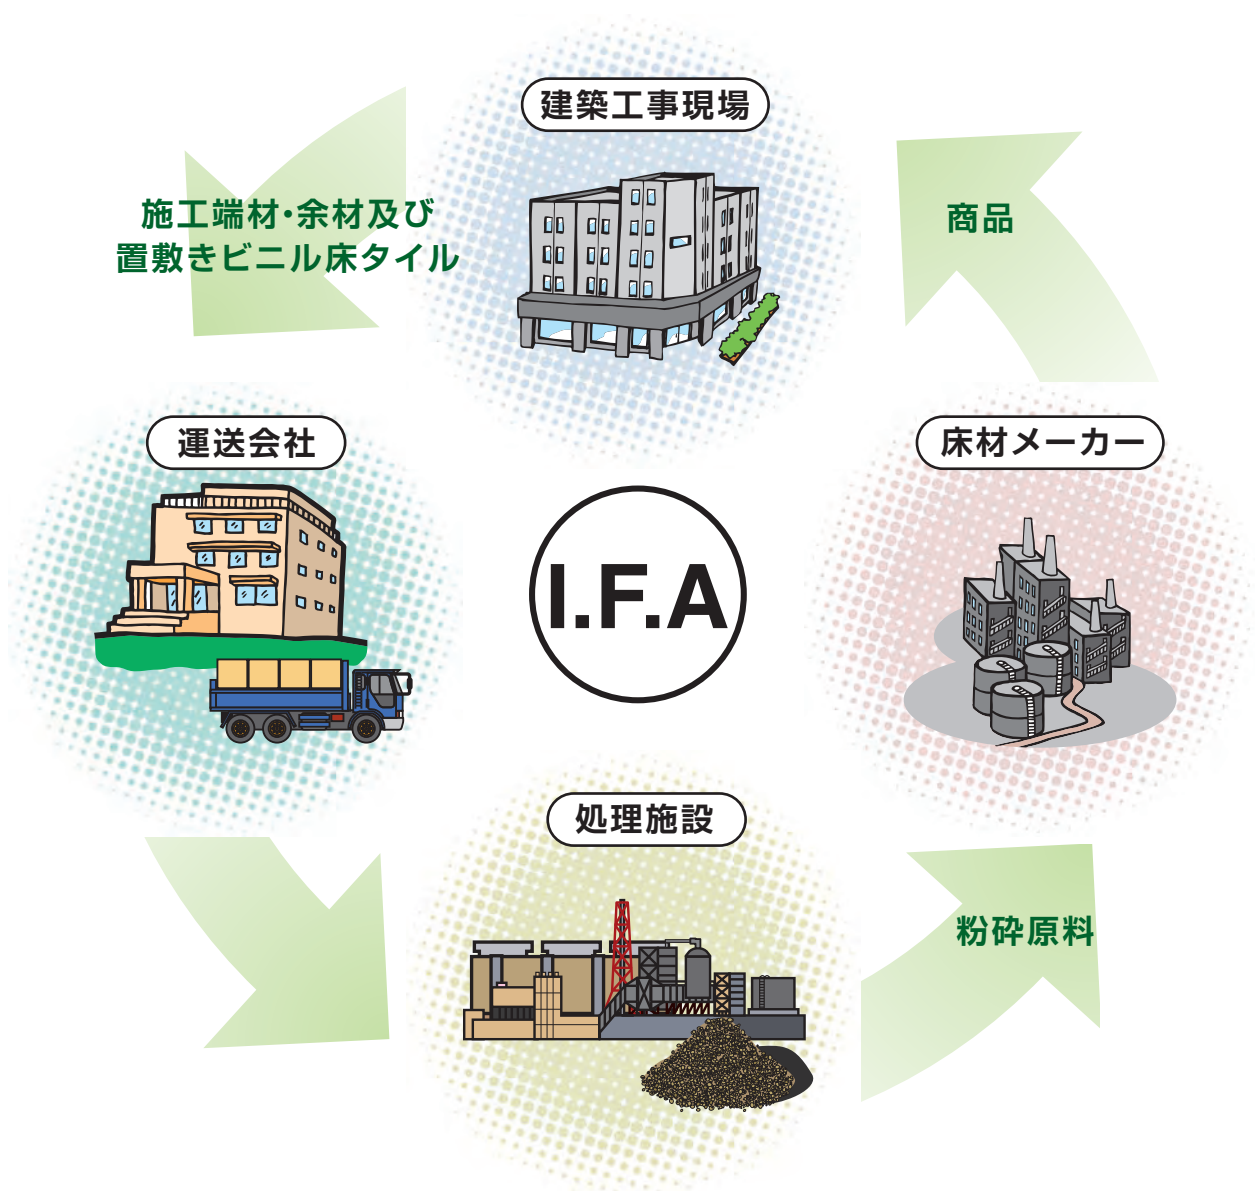 建築工事現場
施工端材・余材及び
置敷きビニル床タイル
商品
運送会社
床材メーカー
I.F.A
処理施設
粉砕原料